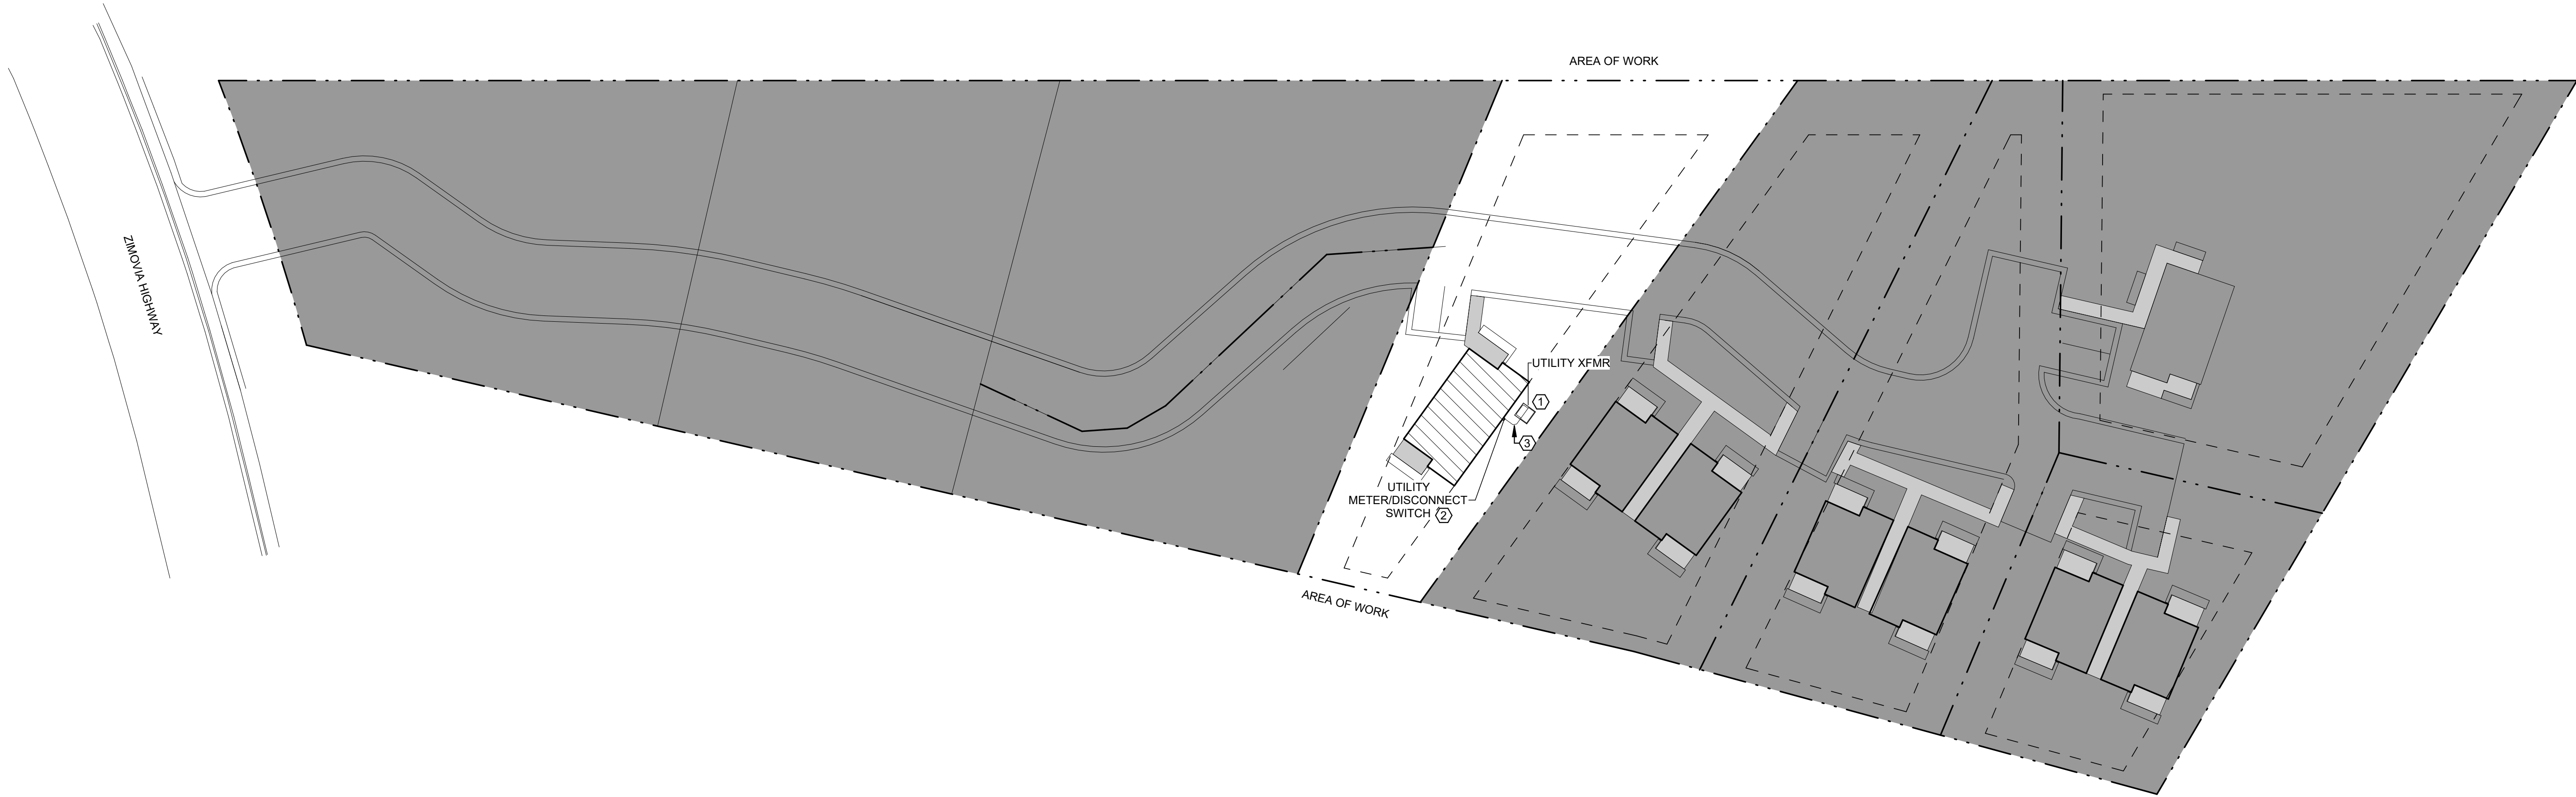 AREA OF WORK
ZIMOVIA HIGHWAY
UTILITY XFMR
1
3
UTILITY
METER/DISCONNECT
SWITCH 2
AREA OF WORK